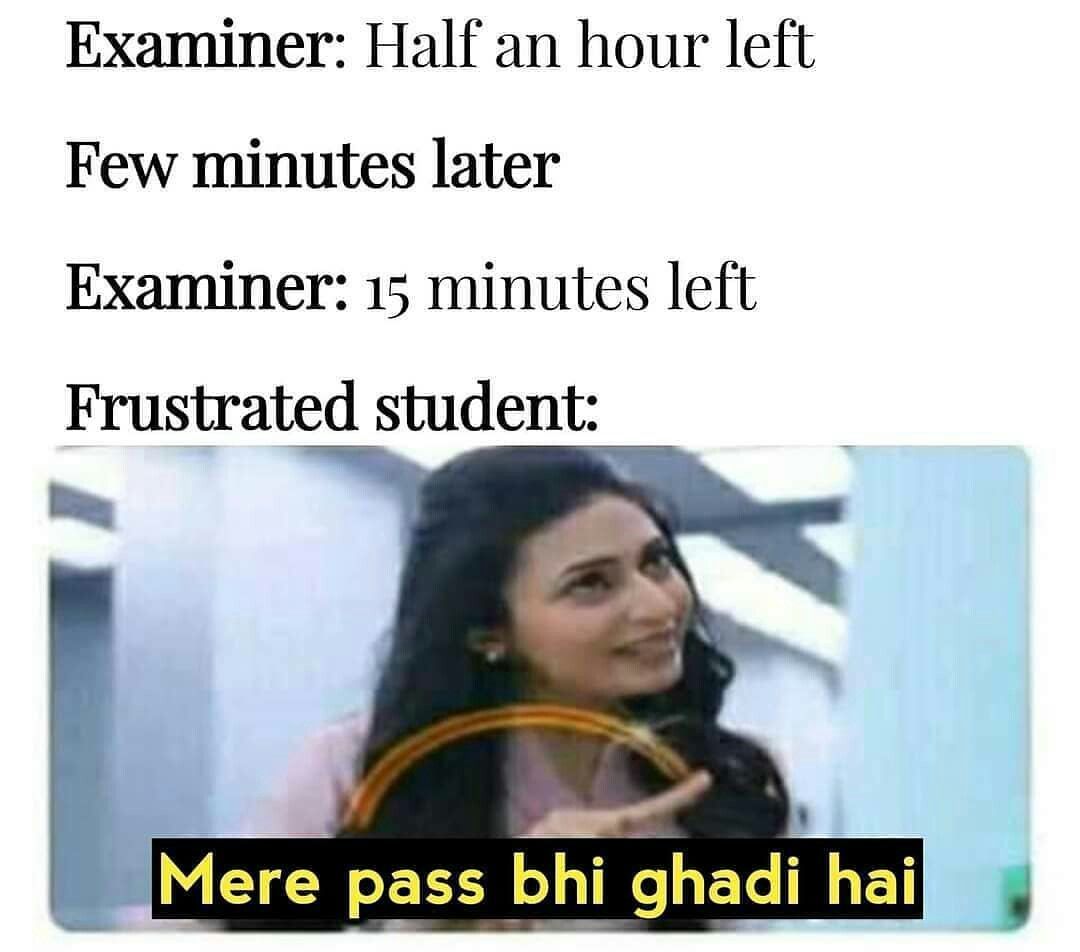 Examiner: Half an hour left
Few minutes later
Examiner: 15 minutes left
Frustrated student:
Mere pass bhi ghadi hai